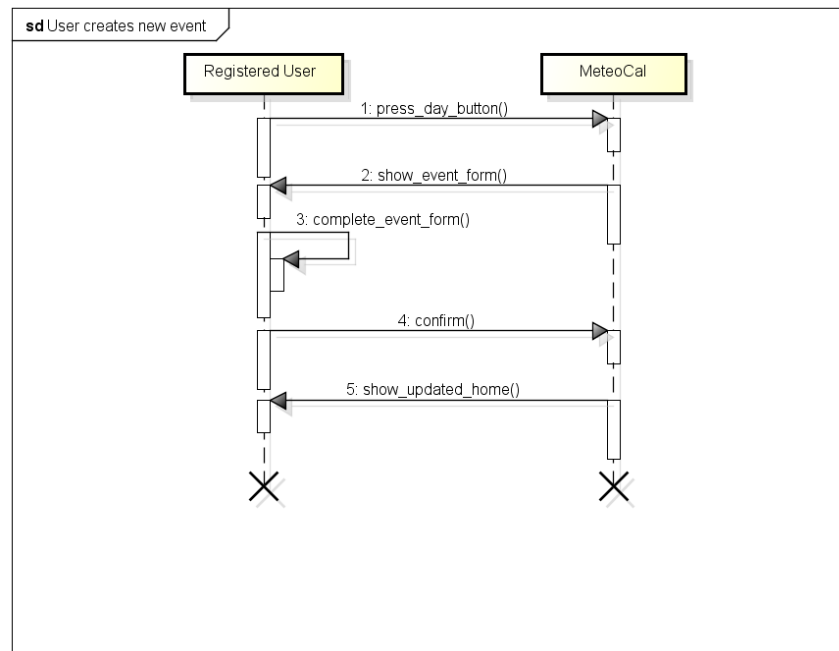 sd User creates new event
Registered User
MeteoCal
1: press_day_button()
2: show_event_form()
3: complete_event_form()
4: confirm()
5: show_updated_home()